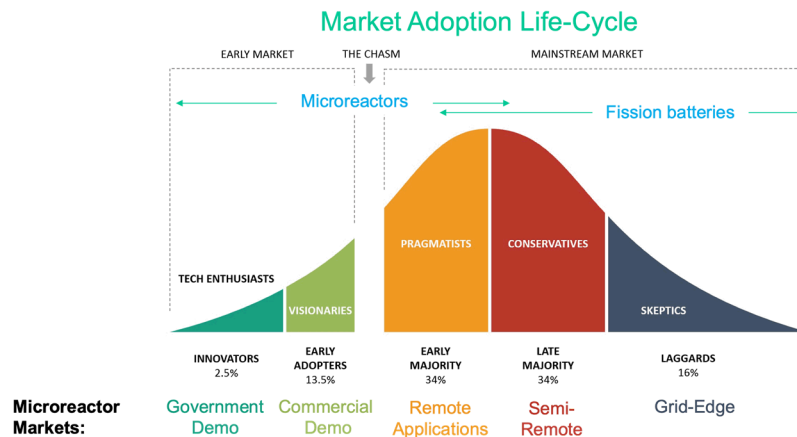 Market Adoption Life-Cycle
EARLY MARKET
THE CHASM
MAINSTREAM MARKET
Microreactors
Fission batteries
PRAGMATISTS
CONSERVATIVES
TECH ENTHUSIASTS
VISIONARIES
SKEPTICS
INNOVATORS
2.5%
EARLY
ADOPTERS
13.5%
EARLY
MAJORITY
34%
LATE
MAJORITY
34%
LAGGARDS
16%
Microreactor
Markets:
Government
Demo
Commercial
Demo
Remote
Applications
Semi-
Remote
Grid-Edge